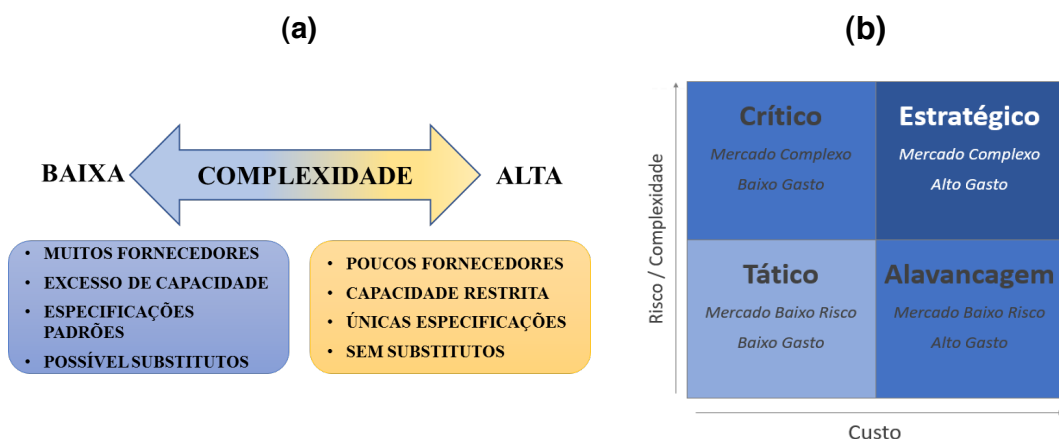 (a)
BAIXA
COMPLEXIDADE
ALTA
• MUITOS FORNECEDORES
• EXCESSO DE CAPACIDADE
• ESPECIFICAÇÕES
PADRÕES
• POSSÍVEL SUBSTITUTOS
• POUCOS FORNECEDORES
• CAPACIDADE RESTRITA
• ÚNICAS ESPECIFICAÇÕES
• SEM SUBSTITUTOS
(b)
Risco / Complexidade
Crítico
Mercado Complexo
Baixo Gasto
Estratégico
Mercado Complexo
Alto Gasto
Tático
Mercado Baixo Risco
Baixo Gasto
Alavancagem
Mercado Baixo Risco
Alto Gasto
Custo